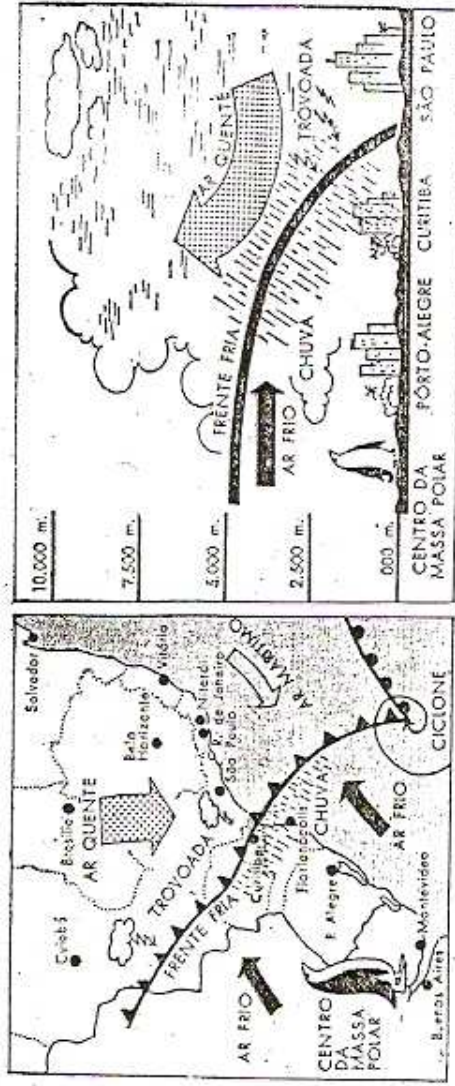 Salvador
Brasília
Cuiabá
AR QUENTE
Belo
Horizonte
Vitória
Niterói
R. de Janeiro
São Paulo
TROVOADA
AR MARÍTIMO
FRENTE FRIA
Curitiba
CHUVA
Florianópolis
AR FRIO
P. Alegre
AR FRIO
CICLONE
CENTRO
DA
MASSA
POLAR
Montevideo
Buenos Aires
10,000 m.
7,500 m.
5,000 m.
2,500 m.
000 m.
AR QUENTE
FRENTE FRIA
TROVOADA
CHUVA
AR FRIO
CENTRO DA
MASSA POLAR
PÔRTO-ALEGRE
CURITIBA
SÃO PAULO